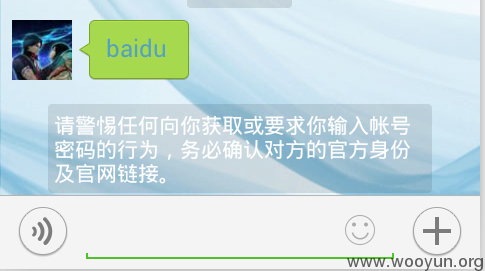 baidu
请警惕任何向你获取或要求你输入帐号
密码的行为，务必确认对方的官方身份
及官网链接。
www.wooyun.org